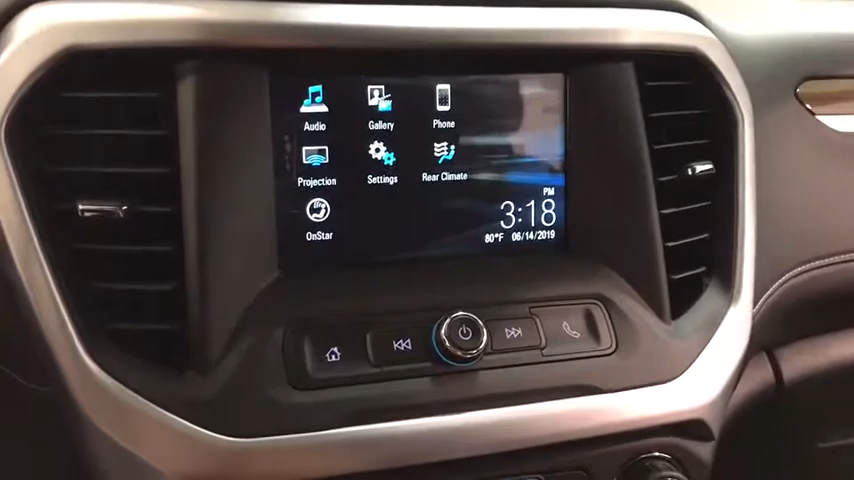 Audio
Gallery
Phone
Projection
Settings
Rear Climate
OnStar
PM
3:18
80°F 06/14/2019